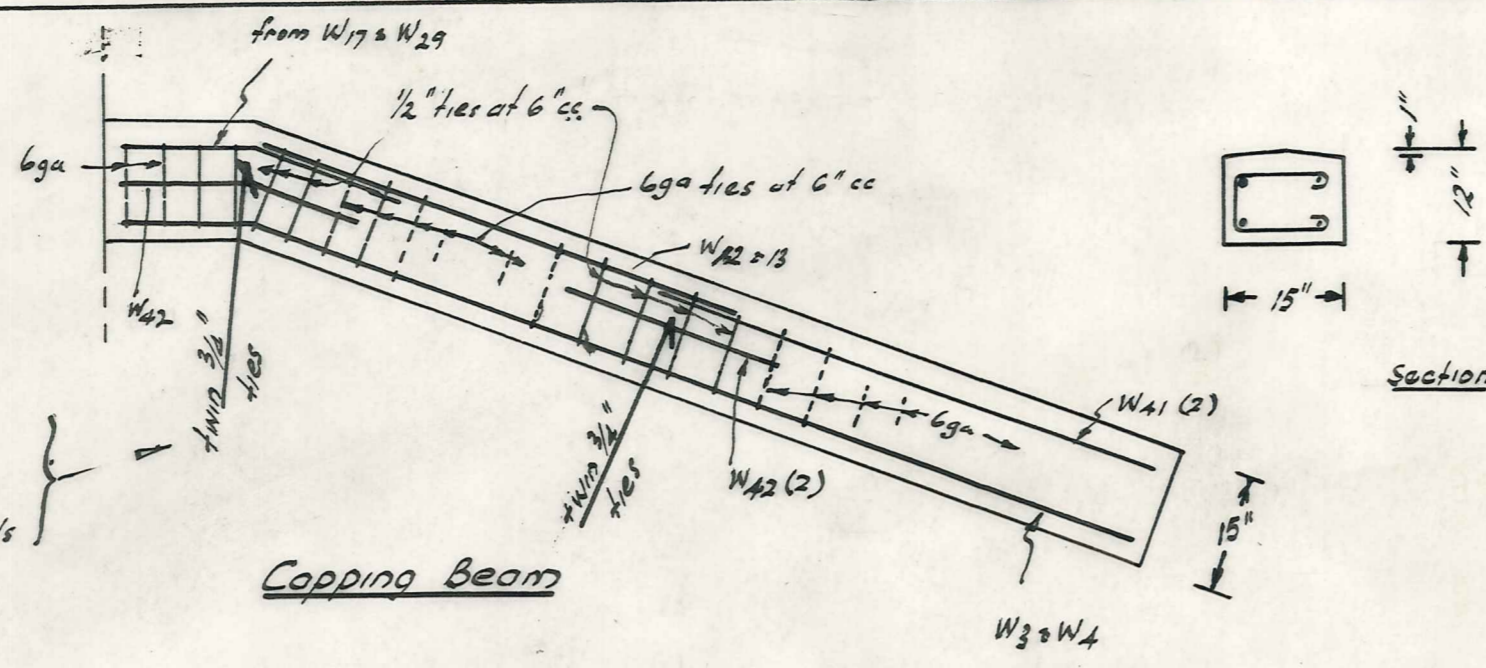 from W17 & W29
1/2" ties at 6"cc.
6ga
6ga ties at 6"cc
W42
twin 3/4"
ties
1"
12"
15"
Section
W41 (2)
6ga
W42 (2)
twin 3/4"
ties
15"
Capping Beam
W3 & W4